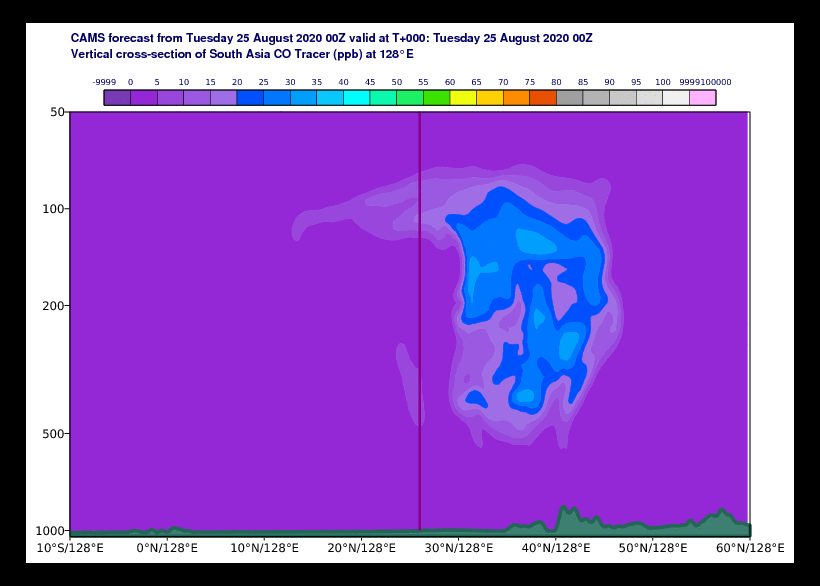 CAMS forecast from Tuesday 25 August 2020 00Z valid at T+000: Tuesday 25 August 2020 00Z
Vertical cross-section of South Asia CO Tracer (ppb) at 128°E
-9999 0 5 10 15 20 25 30 35 40 45 50 55 60 65 70 75 80 85 90 95 100 9999100000
50
100
200
500
1000
10°S/128°E 0°N/128°E 10°N/128°E 20°N/128°E 30°N/128°E 40°N/128°E 50°N/128°E 60°N/128°E